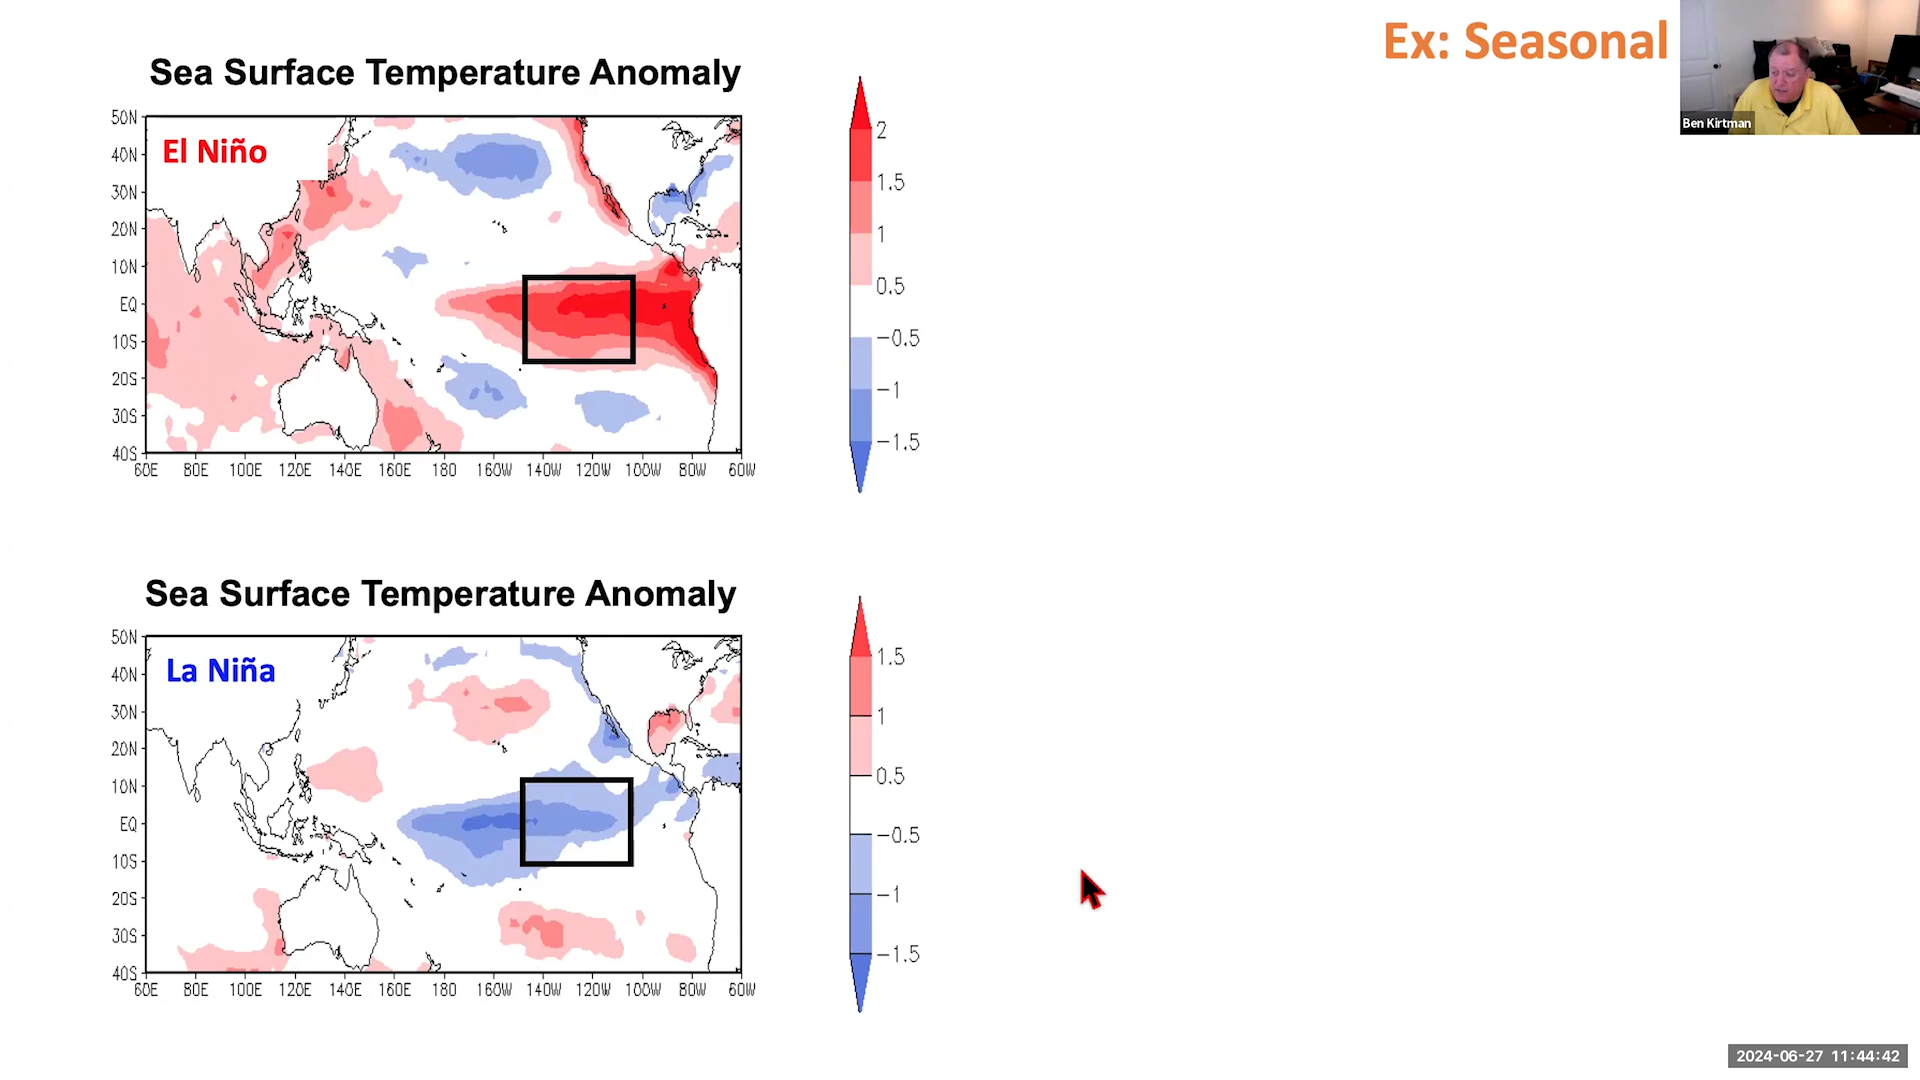 Ex: Seasonal
Ben Kirtman
Sea Surface Temperature Anomaly
El Niño
50N
40N
30N
20N
10N
EQ
10S
20S
30S
40S
60E 80E 100E 120E 140E 160E 180 160W 140W 120W 100W 80W 60W
2
1.5
1
0.5
−0.5
−1
−1.5
Sea Surface Temperature Anomaly
La Niña
50N
40N
30N
20N
10N
EQ
10S
20S
30S
40S
60E 80E 100E 120E 140E 160E 180 160W 140W 120W 100W 80W 60W
1.5
1
0.5
−0.5
−1
−1.5
2024-06-27 11:44:42